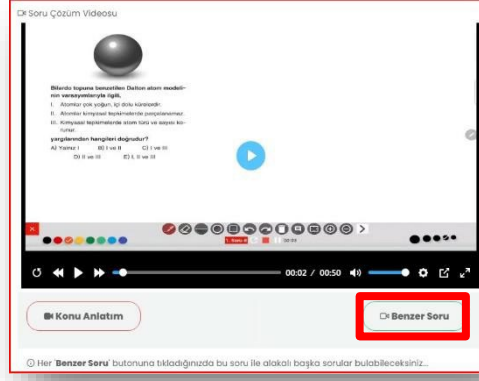 Soru Çözüm Videosu
Bilardo topuna benzetilen Dalton atom modeli-
nin varsayımlarıyla ilgili,
I. Atomlar çok yoğun, içi dolu kürelerdir.
II. Atomlar kimyasal tepkimelerde parçalanamaz.
III. Kimyasal tepkimelerde atom türü ve sayısı ko-
runur.
yargılarından hangileri doğrudur?
A) Yalnız I B) I ve II C) I ve III
D) II ve III E) I, II ve III
00:02 / 00:50
Konu Anlatım
Benzer Soru
Her 'Benzer Soru' butonuna tıkladığınızda bu soru ile alakalı başka sorular bulabileceksiniz...